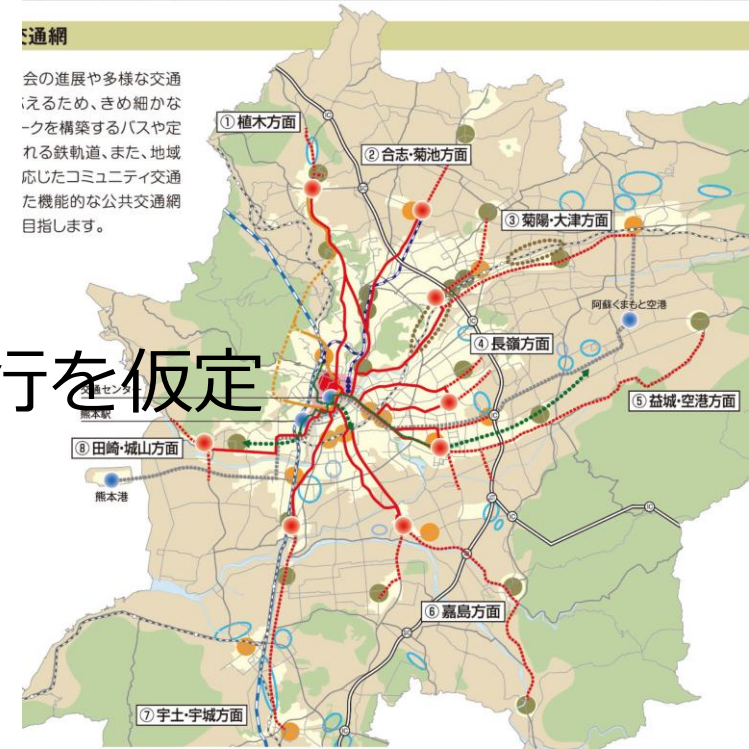 交通網
会の進展や多様な交通
えるため、きめ細かな
ークを構築するバスや定
れる鉄軌道、また、地域
応じたコミュニティ交通
た機能的な公共交通網
目指します。
① 植木方面
② 合志・菊池方面
③ 菊陽・大津方面
阿蘇くまもと空港
④ 長嶺方面
行を仮定
交通センター
熊本駅
⑤ 益城・空港方面
⑧ 田崎・城山方面
熊本港
⑥ 嘉島方面
⑦ 宇土・宇城方面